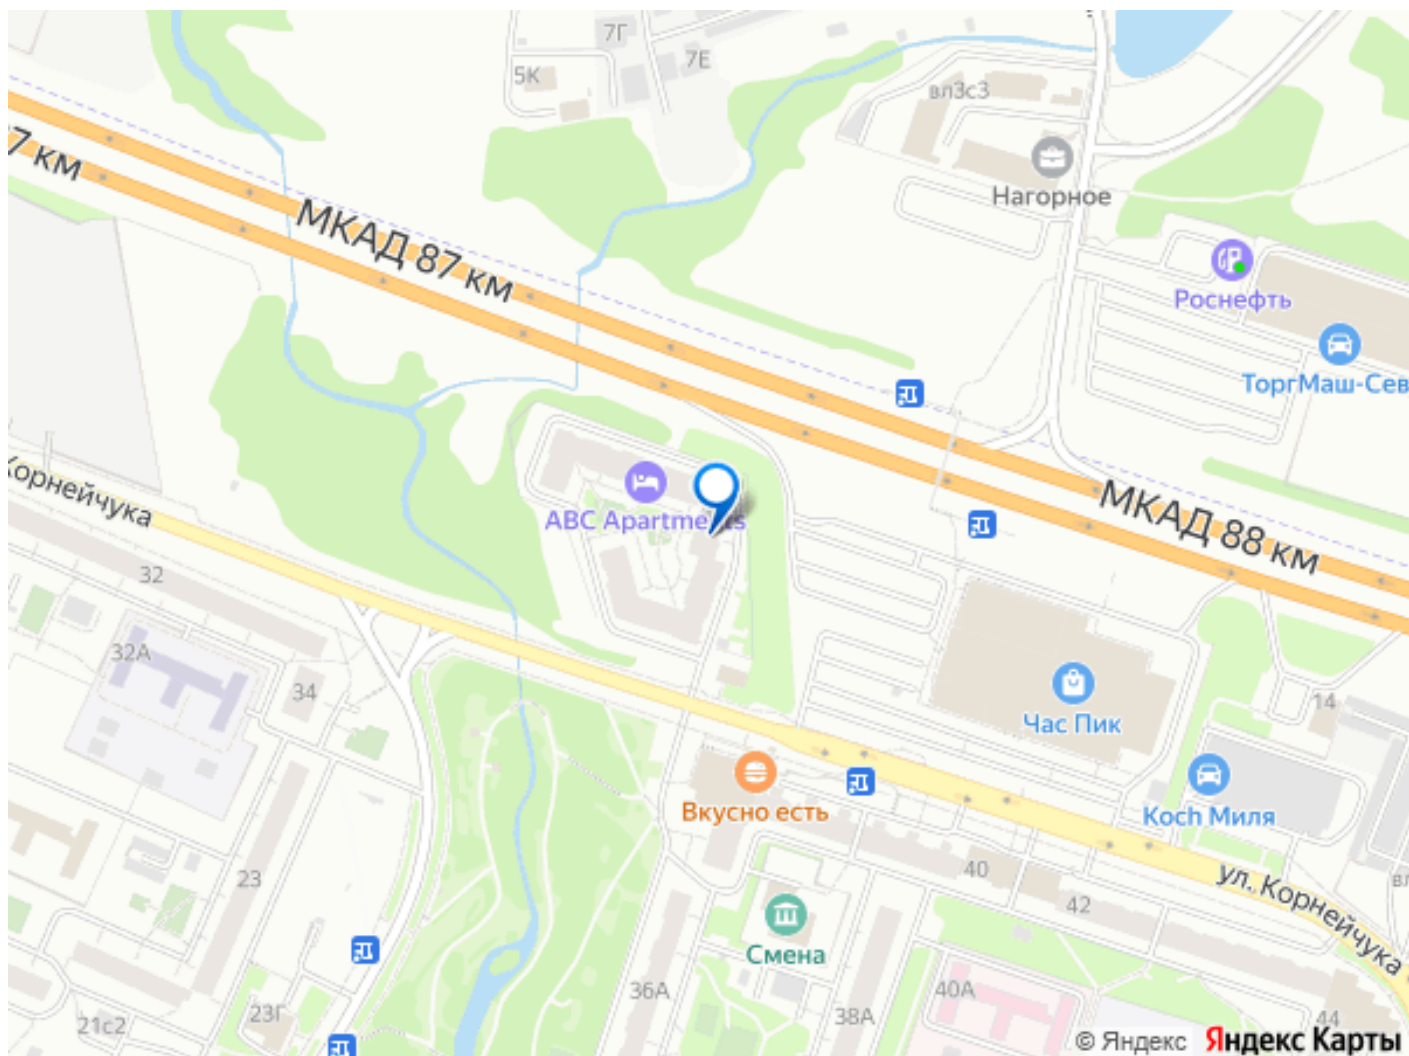 7Г
7Е
5К
вл3с3
7 км
Нагорное
МКАД 87 км
Роснефть
ТоргМаш-Сев
Корнейчука
ABC Apartments
МКАД 88 км
32
32А
34
Час Пик
14
Вкусно есть
Koch Миля
23
40
ул. Корнейчука
42
вл
Смена
36А
40А
23Г
21с2
38А
44
© Яндекс Яндекс Карты